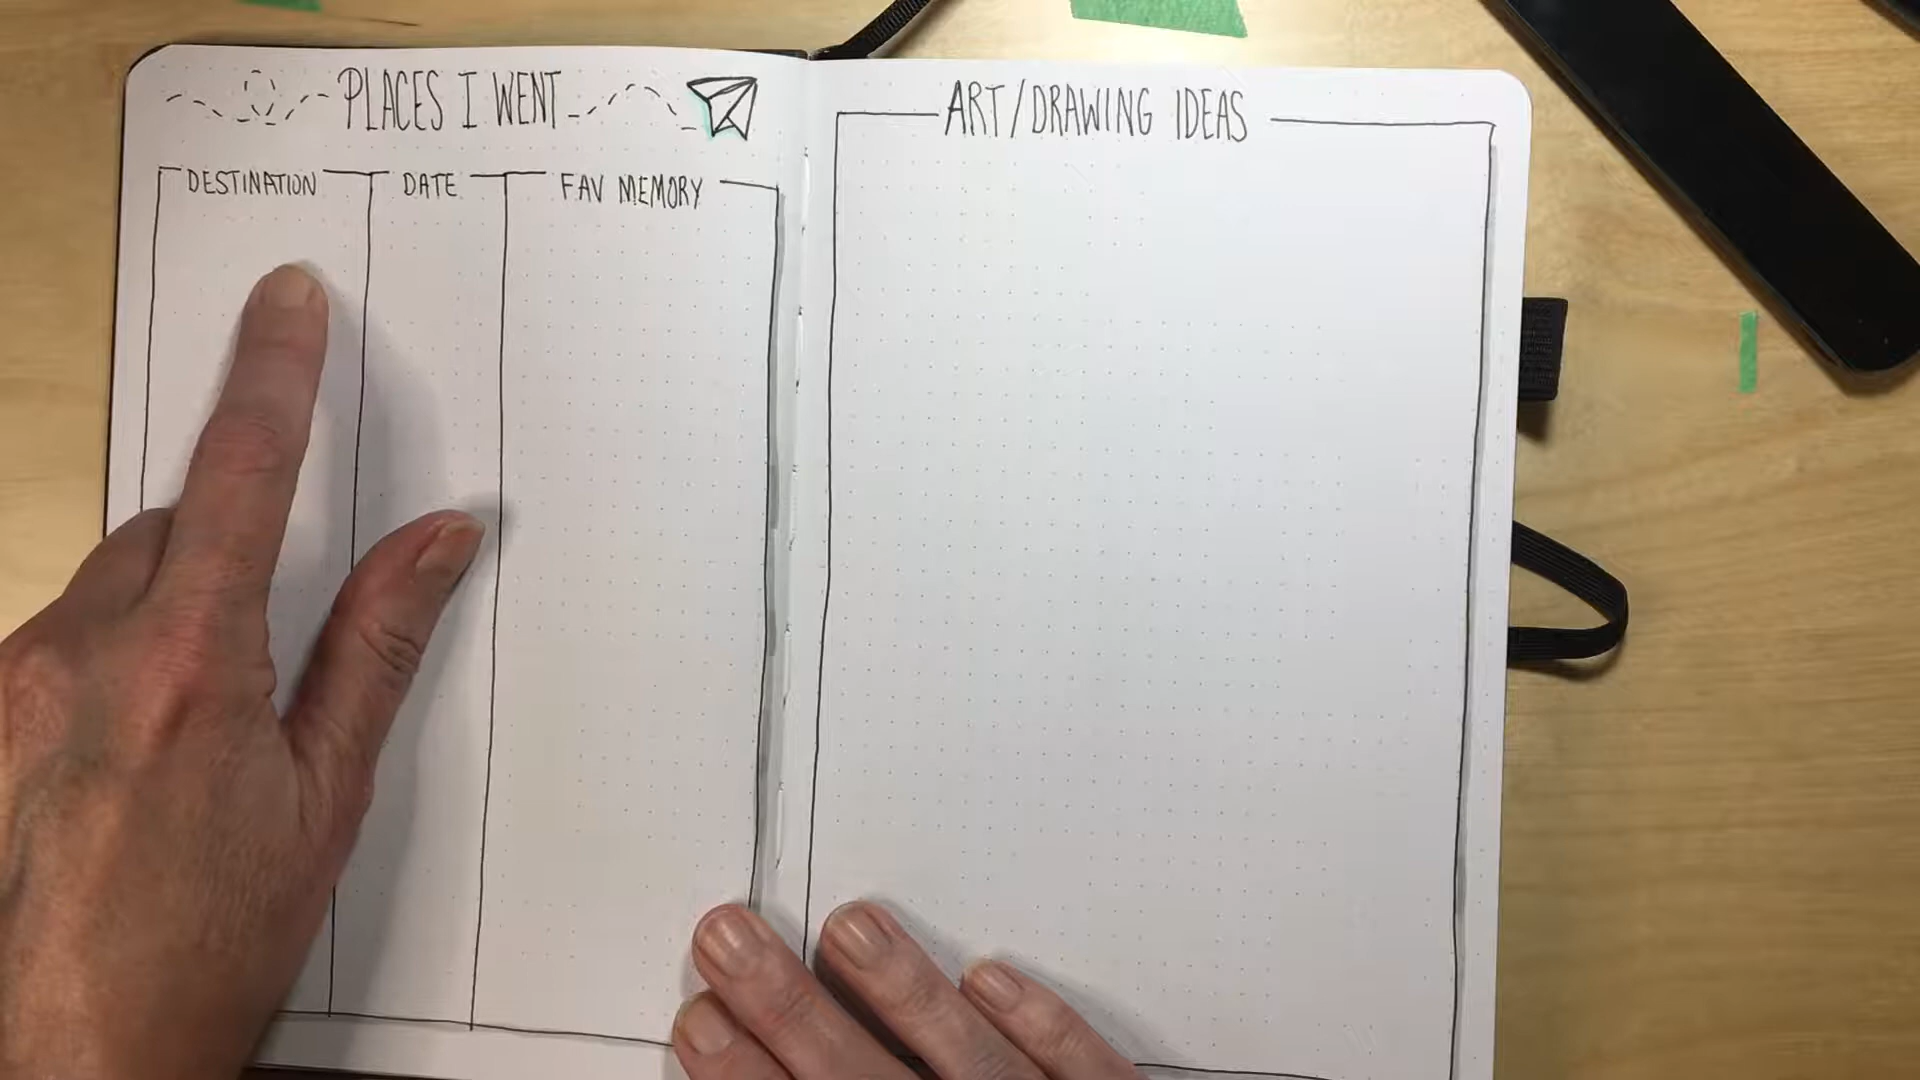 PLACES I WENT
DESTINATION
DATE
FAV MEMORY
ART/DRAWING IDEAS